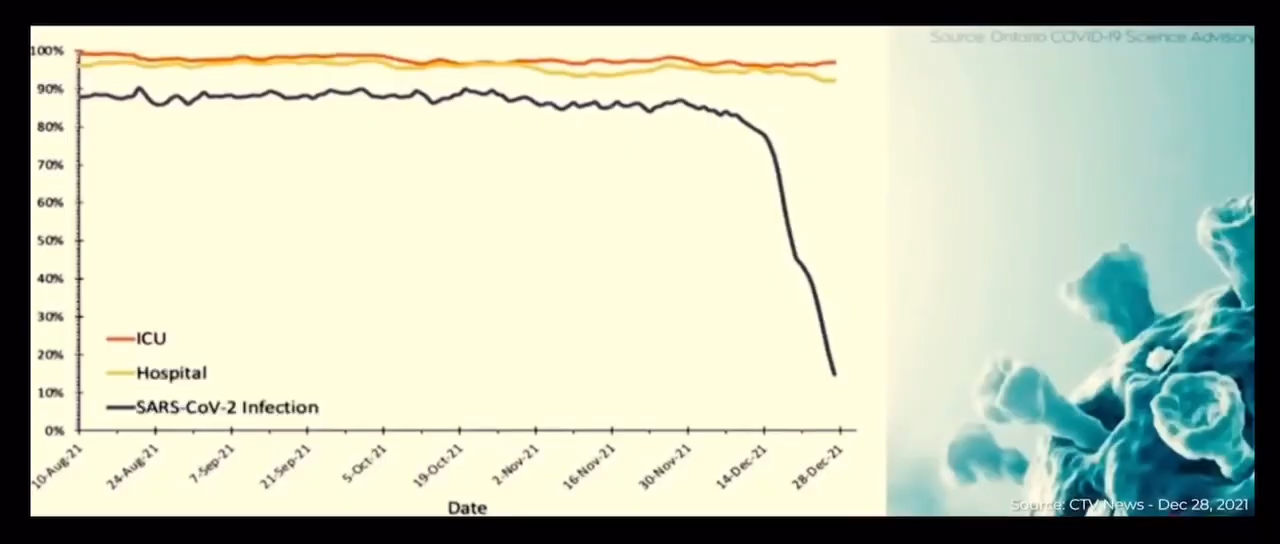 Source: Ontario COVID-19 Science Advisory
100%
90%
80%
70%
60%
50%
40%
30%
20%
10%
0%
ICU
Hospital
SARS-CoV-2 Infection
10-Aug-21
24-Aug-21
7-Sep-21
21-Sep-21
5-Oct-21
19-Oct-21
2-Nov-21
16-Nov-21
30-Nov-21
14-Dec-21
28-Dec-21
Date
Source: CTV News - Dec 28, 2021